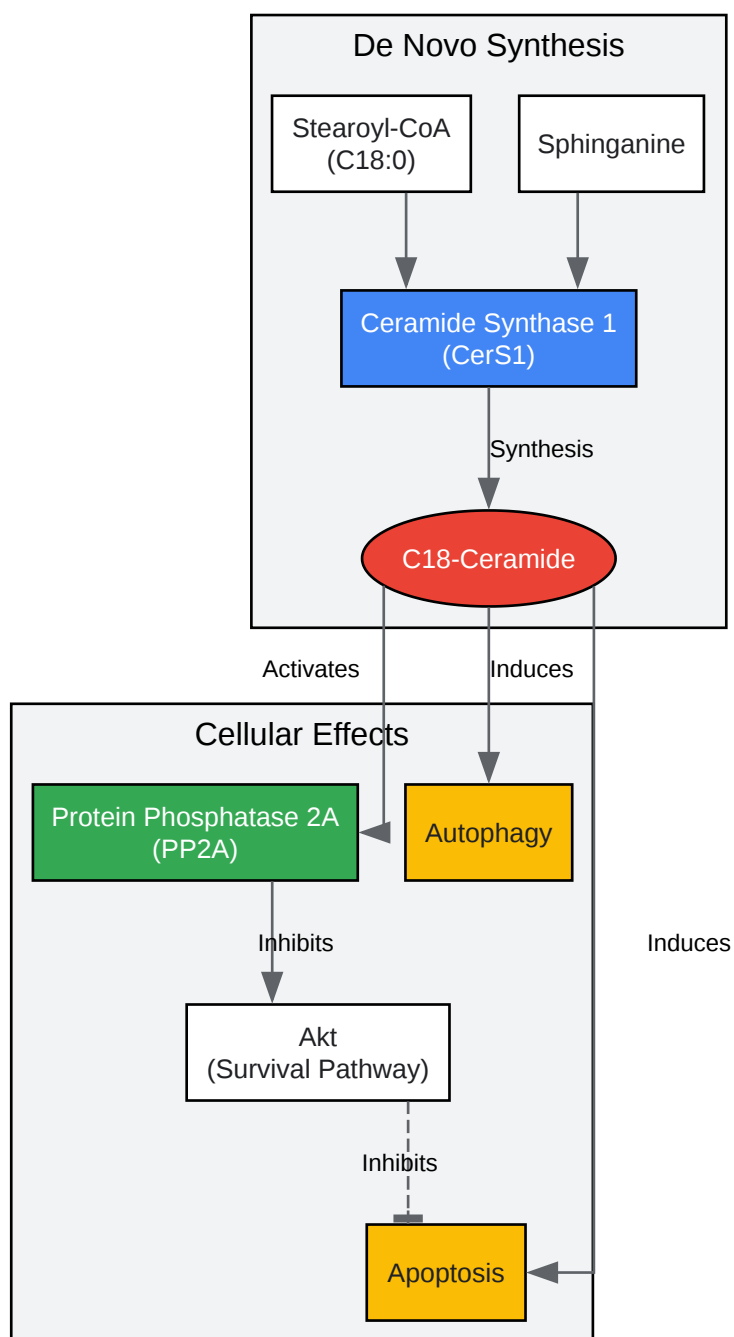 De Novo Synthesis
Stearoyl-CoA
(C18:0)
Sphinganine
Ceramide Synthase 1
(CerS1)
Synthesis
C18-Ceramide
Activates
Induces
Cellular Effects
Protein Phosphatase 2A
(PP2A)
Autophagy
Inhibits
Induces
Akt
(Survival Pathway)
Inhibits
Apoptosis